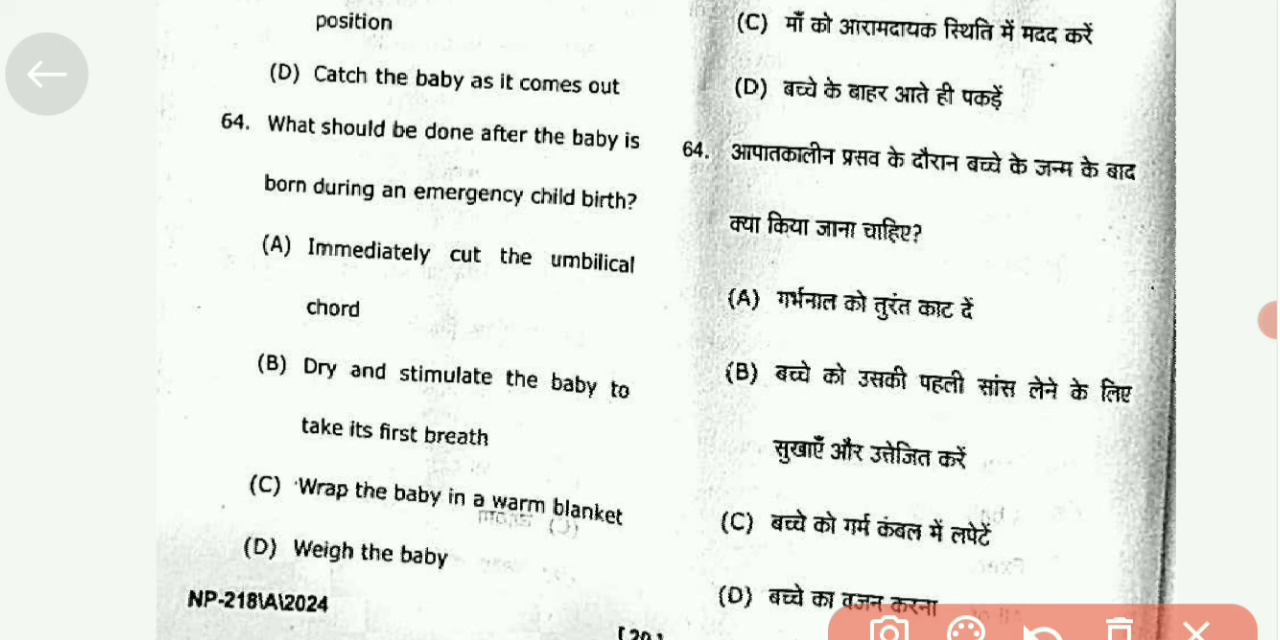 position
(D) Catch the baby as it comes out
64. What should be done after the baby is
born during an emergency child birth?
(A) Immediately cut the umbilical
chord
(B) Dry and stimulate the baby to
take its first breath
(C) Wrap the baby in a warm blanket
(D) Weigh the baby
NP-218\A\2024
(C) माँ को आरामदायक स्थिति में मदद करें
(D) बच्चे के बाहर आते ही पकड़ें
64. आपातकालीन प्रसव के दौरान बच्चे के जन्म के बाद
क्या किया जाना चाहिए?
(A) गर्भनाल को तुरंत काट दें
(B) बच्चे को उसकी पहली सांस लेने के लिए
सुखाएँ और उत्तेजित करें
(C) बच्चे को गर्म कंबल में लपेटें
(D) बच्चे का वजन करना
[ 20 ]